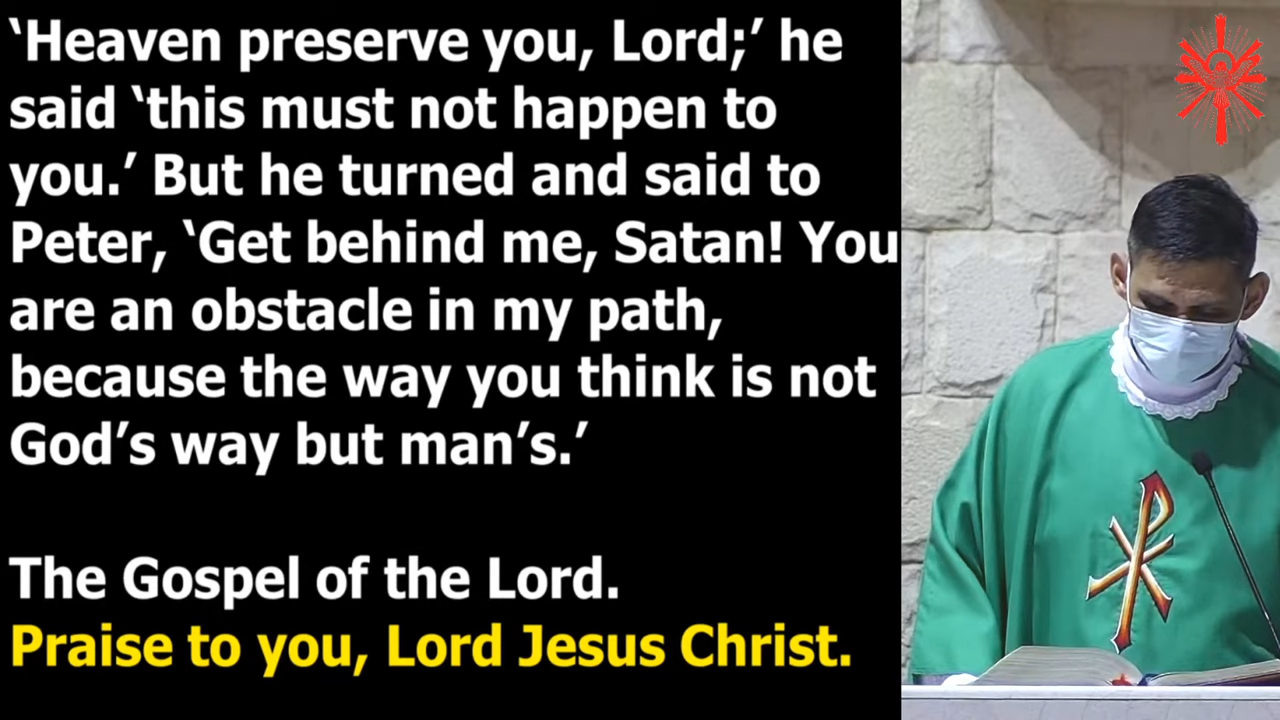 ‘Heaven preserve you, Lord;’ he
said ‘this must not happen to
you.’ But he turned and said to
Peter, ‘Get behind me, Satan! You
are an obstacle in my path,
because the way you think is not
God’s way but man’s.’
The Gospel of the Lord.
Praise to you, Lord Jesus Christ.